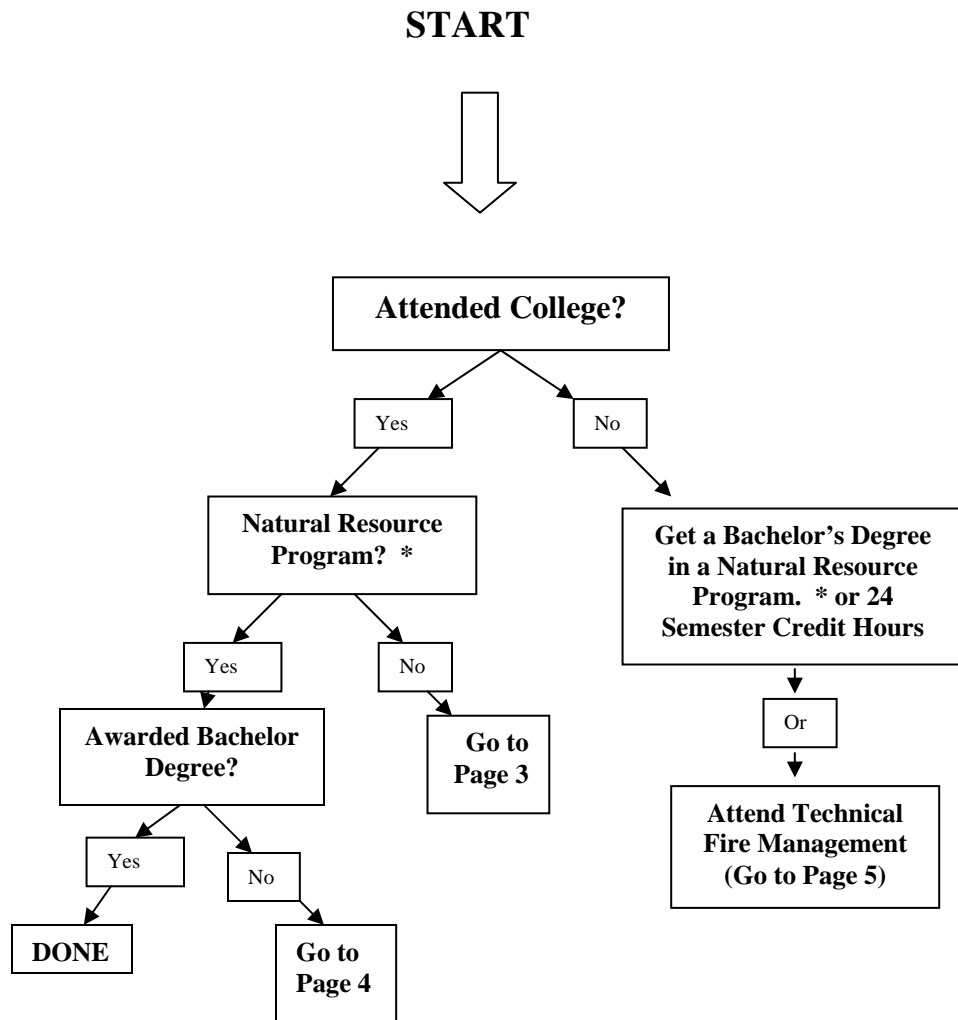 START
Attended College?
Yes
No
Natural Resource
Program? *
Get a Bachelor’s Degree
in a Natural Resource
Program. * or 24
Semester Credit Hours
Yes
No
Or
Awarded Bachelor
Degree?
Go to
Page 3
Attend Technical
Fire Management
(Go to Page 5)
Yes
No
DONE
Go to
Page 4